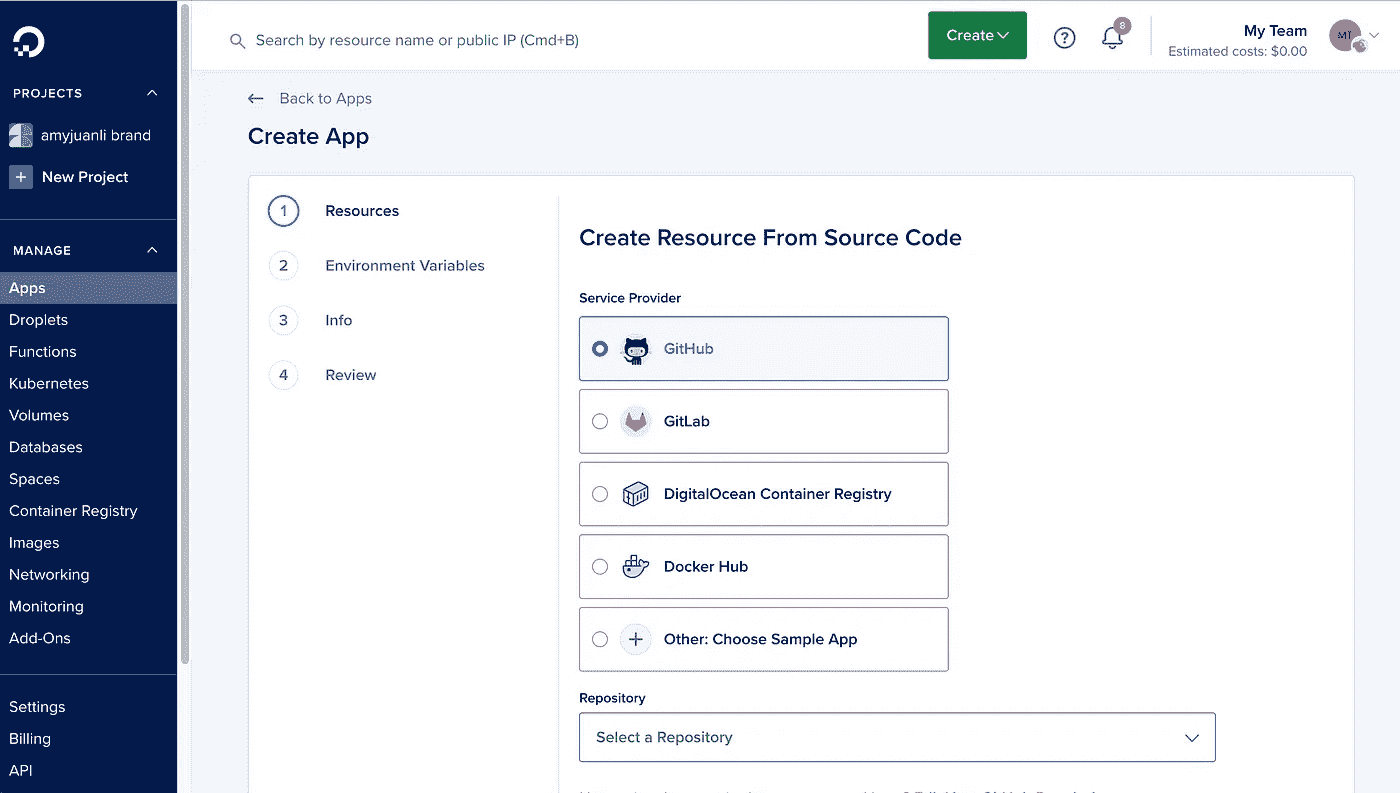 Search by resource name or public IP (Cmd+B)
Create
?
8
My Team
Estimated costs: $0.00
MT
PROJECTS
amyjuanli brand
+ New Project
MANAGE
Apps
Droplets
Functions
Kubernetes
Volumes
Databases
Spaces
Container Registry
Images
Networking
Monitoring
Add-Ons
Settings
Billing
API
← Back to Apps
Create App
1 Resources
2 Environment Variables
3 Info
4 Review
Create Resource From Source Code
Service Provider
GitHub
GitLab
DigitalOcean Container Registry
Docker Hub
Other: Choose Sample App
Repository
Select a Repository